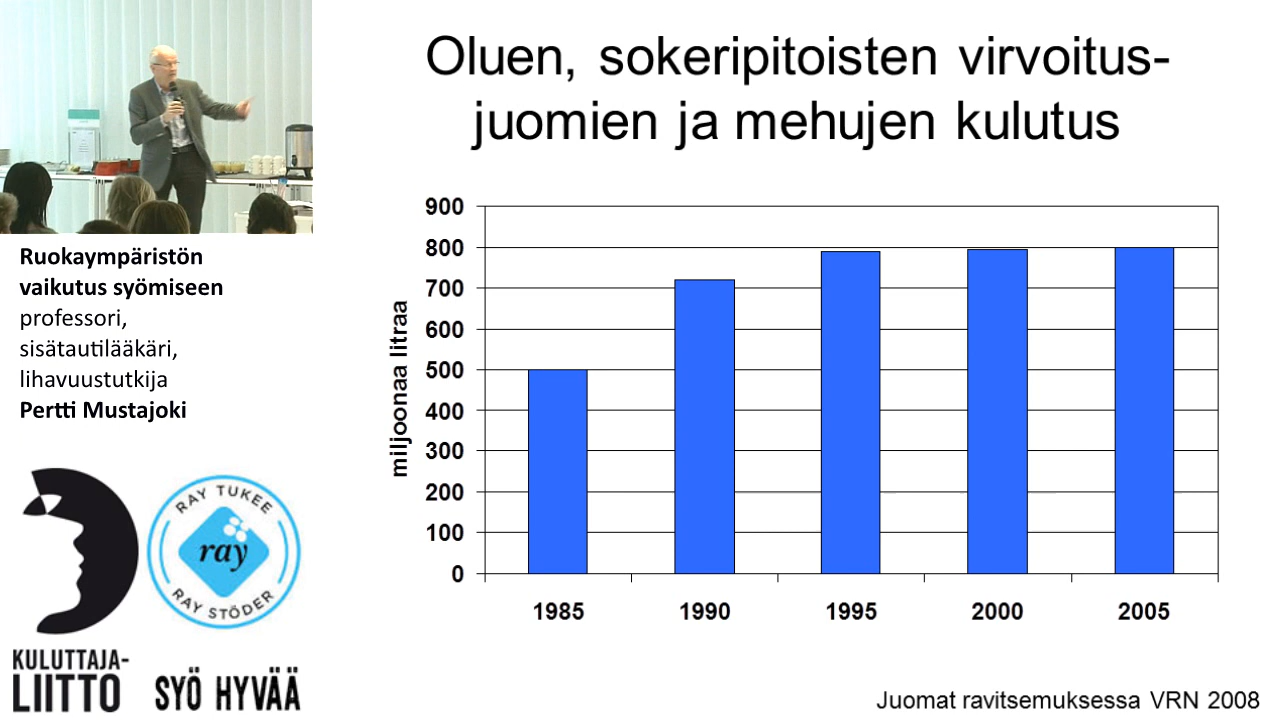 Oluen, sokeripitoisten virvoitus-
juomien ja mehujen kulutus
Ruokaympäristön
vaikutus syömiseen
professori,
sisätautilääkäri,
lihavuustutkija
Pertti Mustajoki
RAY TUKEE
ray
RAY STÖDER
KULUTTAJA-
LIITTO
SYÖ HYVÄÄ
miljoonaa litraa
900
800
700
600
500
400
300
200
100
0
1985 1990 1995 2000 2005
Juomat ravitsemuksessa VRN 2008